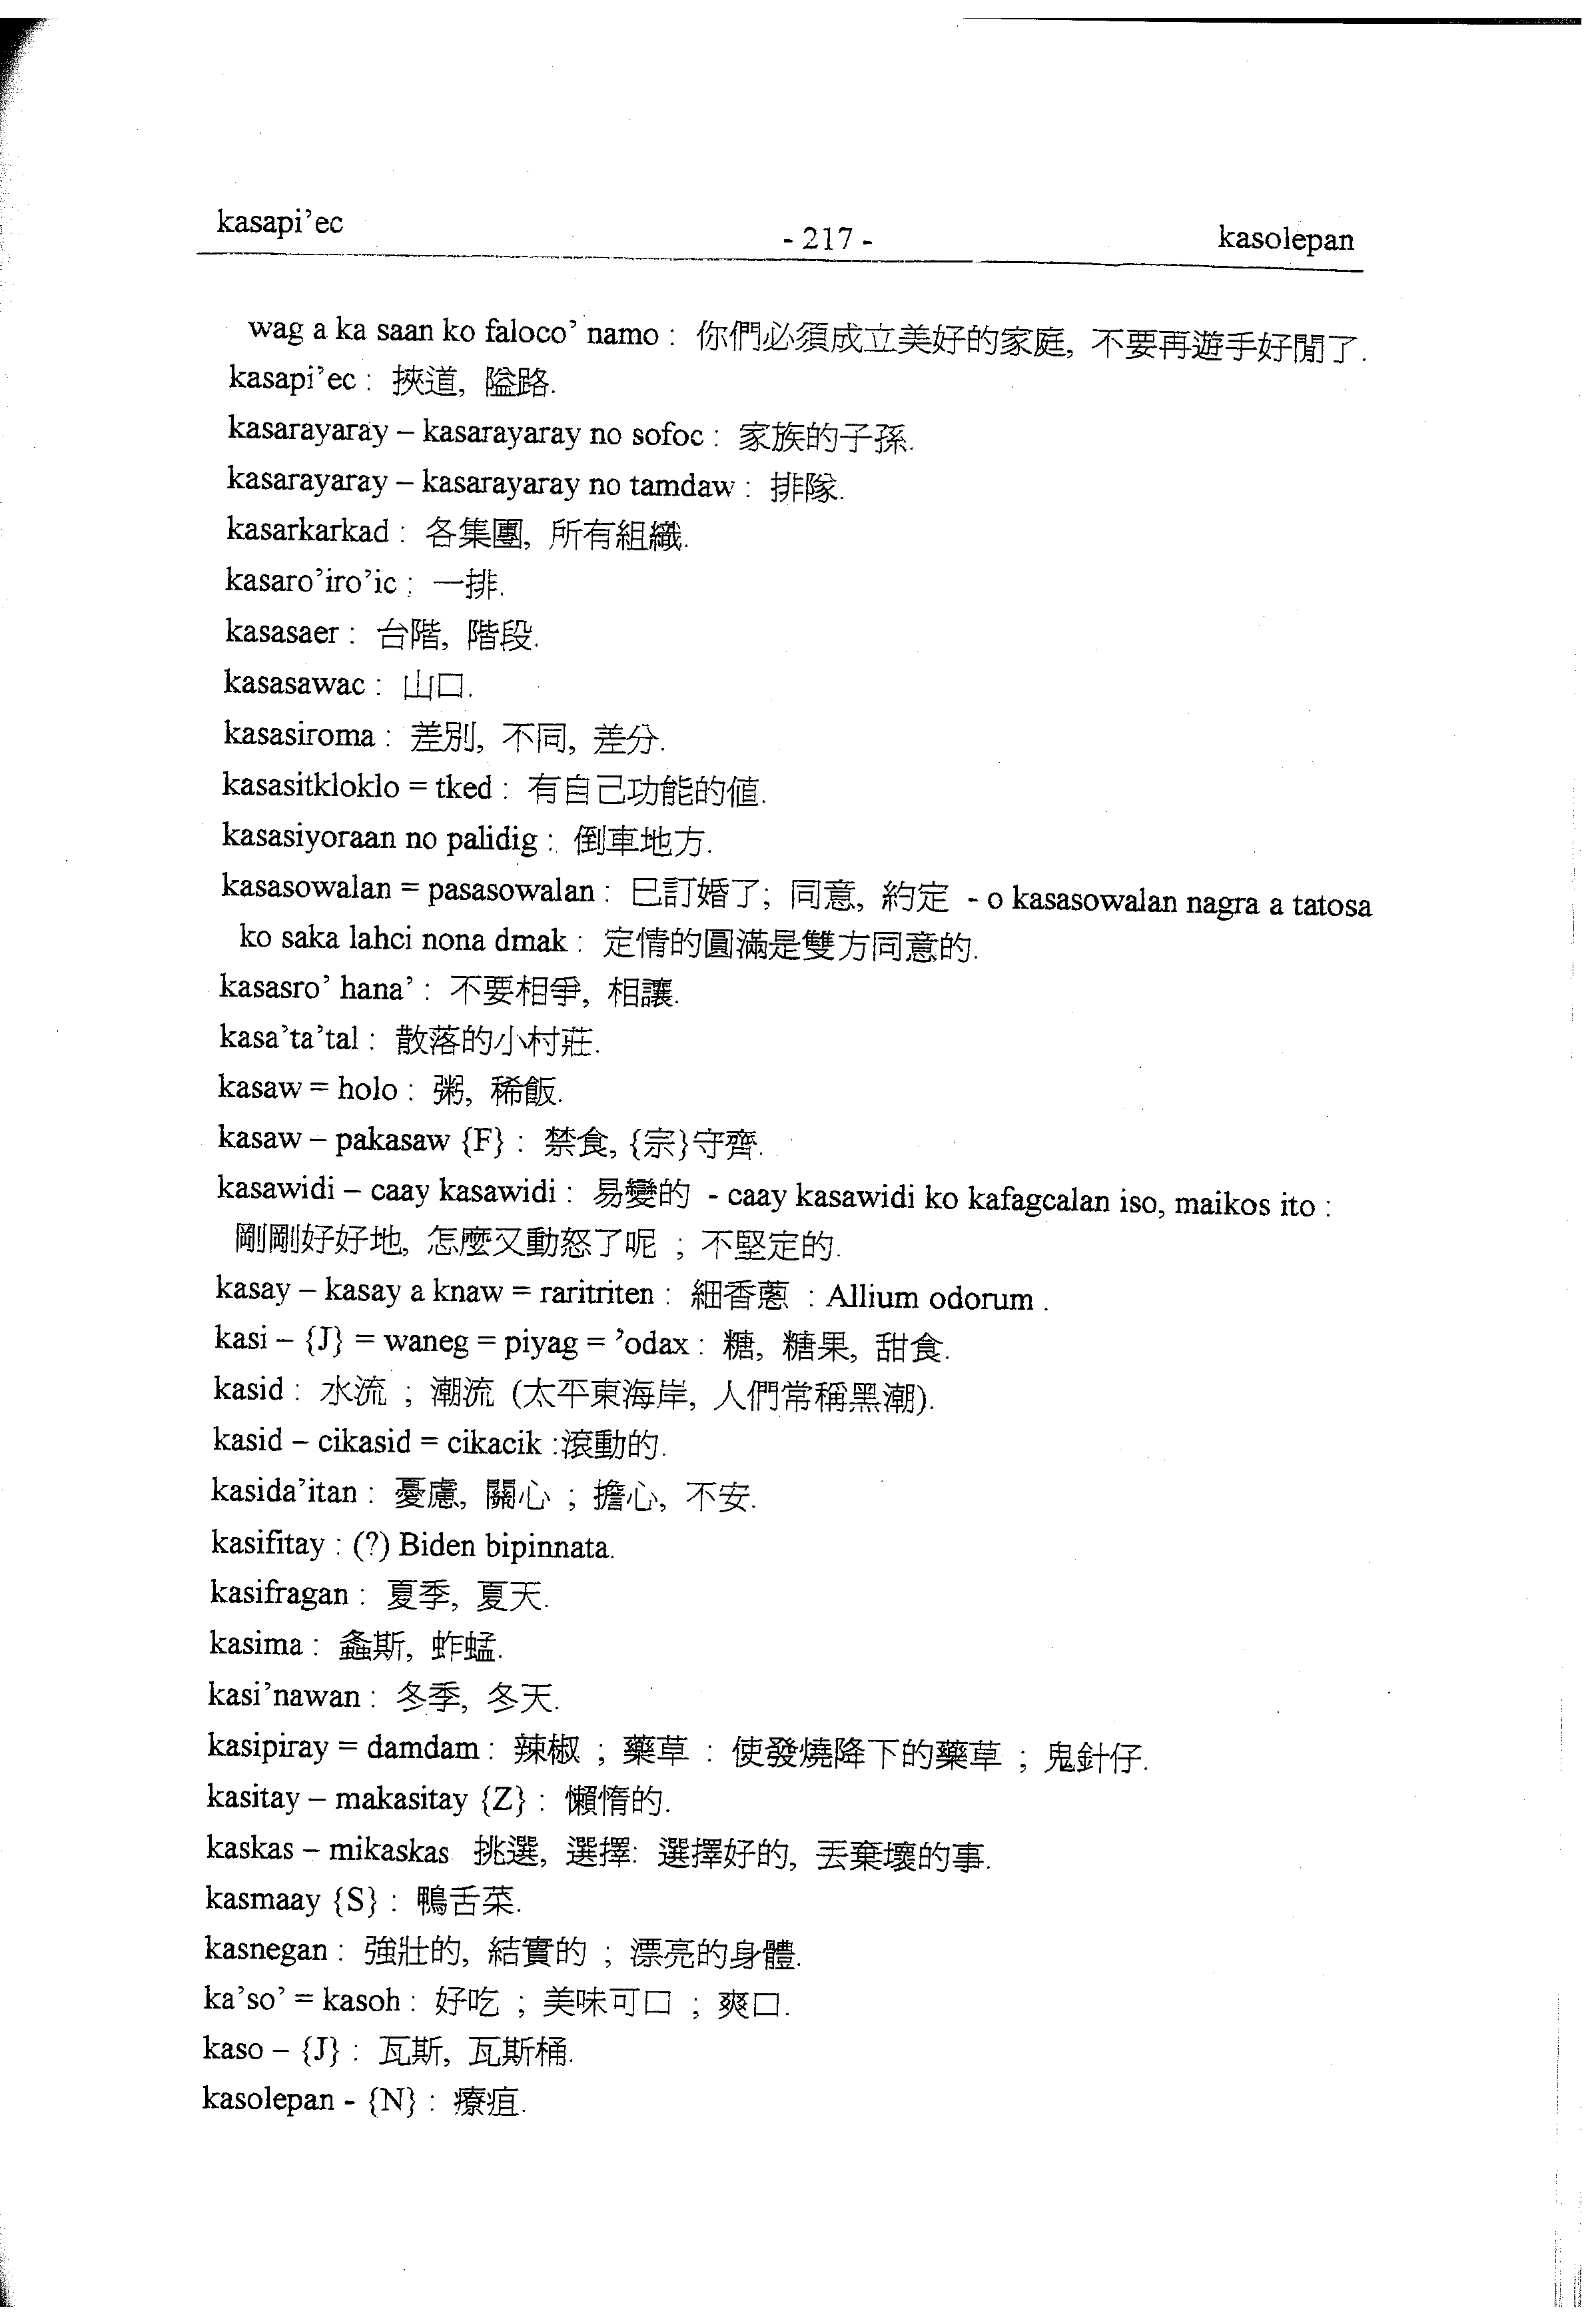 kasapi’ec - 217 - kasolepan
wag a ka saan ko faloco’ namo : 你們必須成立美好的家庭, 不要再遊手好閒了.
kasapi’ec : 挾道, 隘路.
kasarayaray – kasarayaray no sofoc : 家族的子孫.
kasarayaray – kasarayaray no tamdaw : 排隊.
kasarkarkad : 各集團, 所有組織.
kasaro’iro’ic : 一排.
kasasaer : 台階, 階段.
kasasawac : 山口.
kasasiroma : 差別, 不同, 差分.
kasasitkloklo = tked : 有自己功能的値.
kasasiyoraan no palidig : 倒車地方.
kasasowalan = pasasowalan : 巳訂婚了; 同意, 約定 - o kasasowalan nagra a tatosa
ko saka lahci nona dmak : 定情的圓滿是雙方同意的.
kasasro’ hana’ : 不要相爭, 相讓.
kasa’ta’tal : 散落的小村莊.
kasaw = holo : 粥, 稀飯.
kasaw – pakasaw {F} : 禁食, {宗}守齊.
kasawidi – caay kasawidi : 易變的 - caay kasawidi ko kafagcalan iso, maikos ito :
剛剛好好地, 怎麼又動怒了呢 ; 不堅定的.
kasay – kasay a knaw = raritriten : 細香蔥 : Allium odorum .
kasi – {J} = waneg = piyag = ’odax : 糖, 糖果, 甜食.
kasid : 水流 ; 潮流 (太平東海岸, 人們常稱黑潮).
kasid – cikasid = cikacik :滾動的.
kasida’itan : 憂慮, 關心 ; 擔心, 不安.
kasifitay : (?) Biden bipinnata.
kasifragan : 夏季, 夏天.
kasima : 螽斯, 蚱蜢.
kasi’nawan : 冬季, 冬天.
kasipiray = damdam : 辣椒 ; 藥草 : 使發燒降下的藥草 ; 鬼針仔.
kasitay – makasitay {Z} : 懶惰的.
kaskas – mikaskas 挑選, 選擇: 選擇好的, 丟棄壞的事.
kasmaay {S} : 鴨舌菜.
kasnegan : 強壯的, 結實的 ; 漂亮的身體.
ka’so’ = kasoh : 好吃 ; 美味可口 ; 爽口.
kaso – {J} : 瓦斯, 瓦斯桶.
kasolepan - {N} : 療疽.